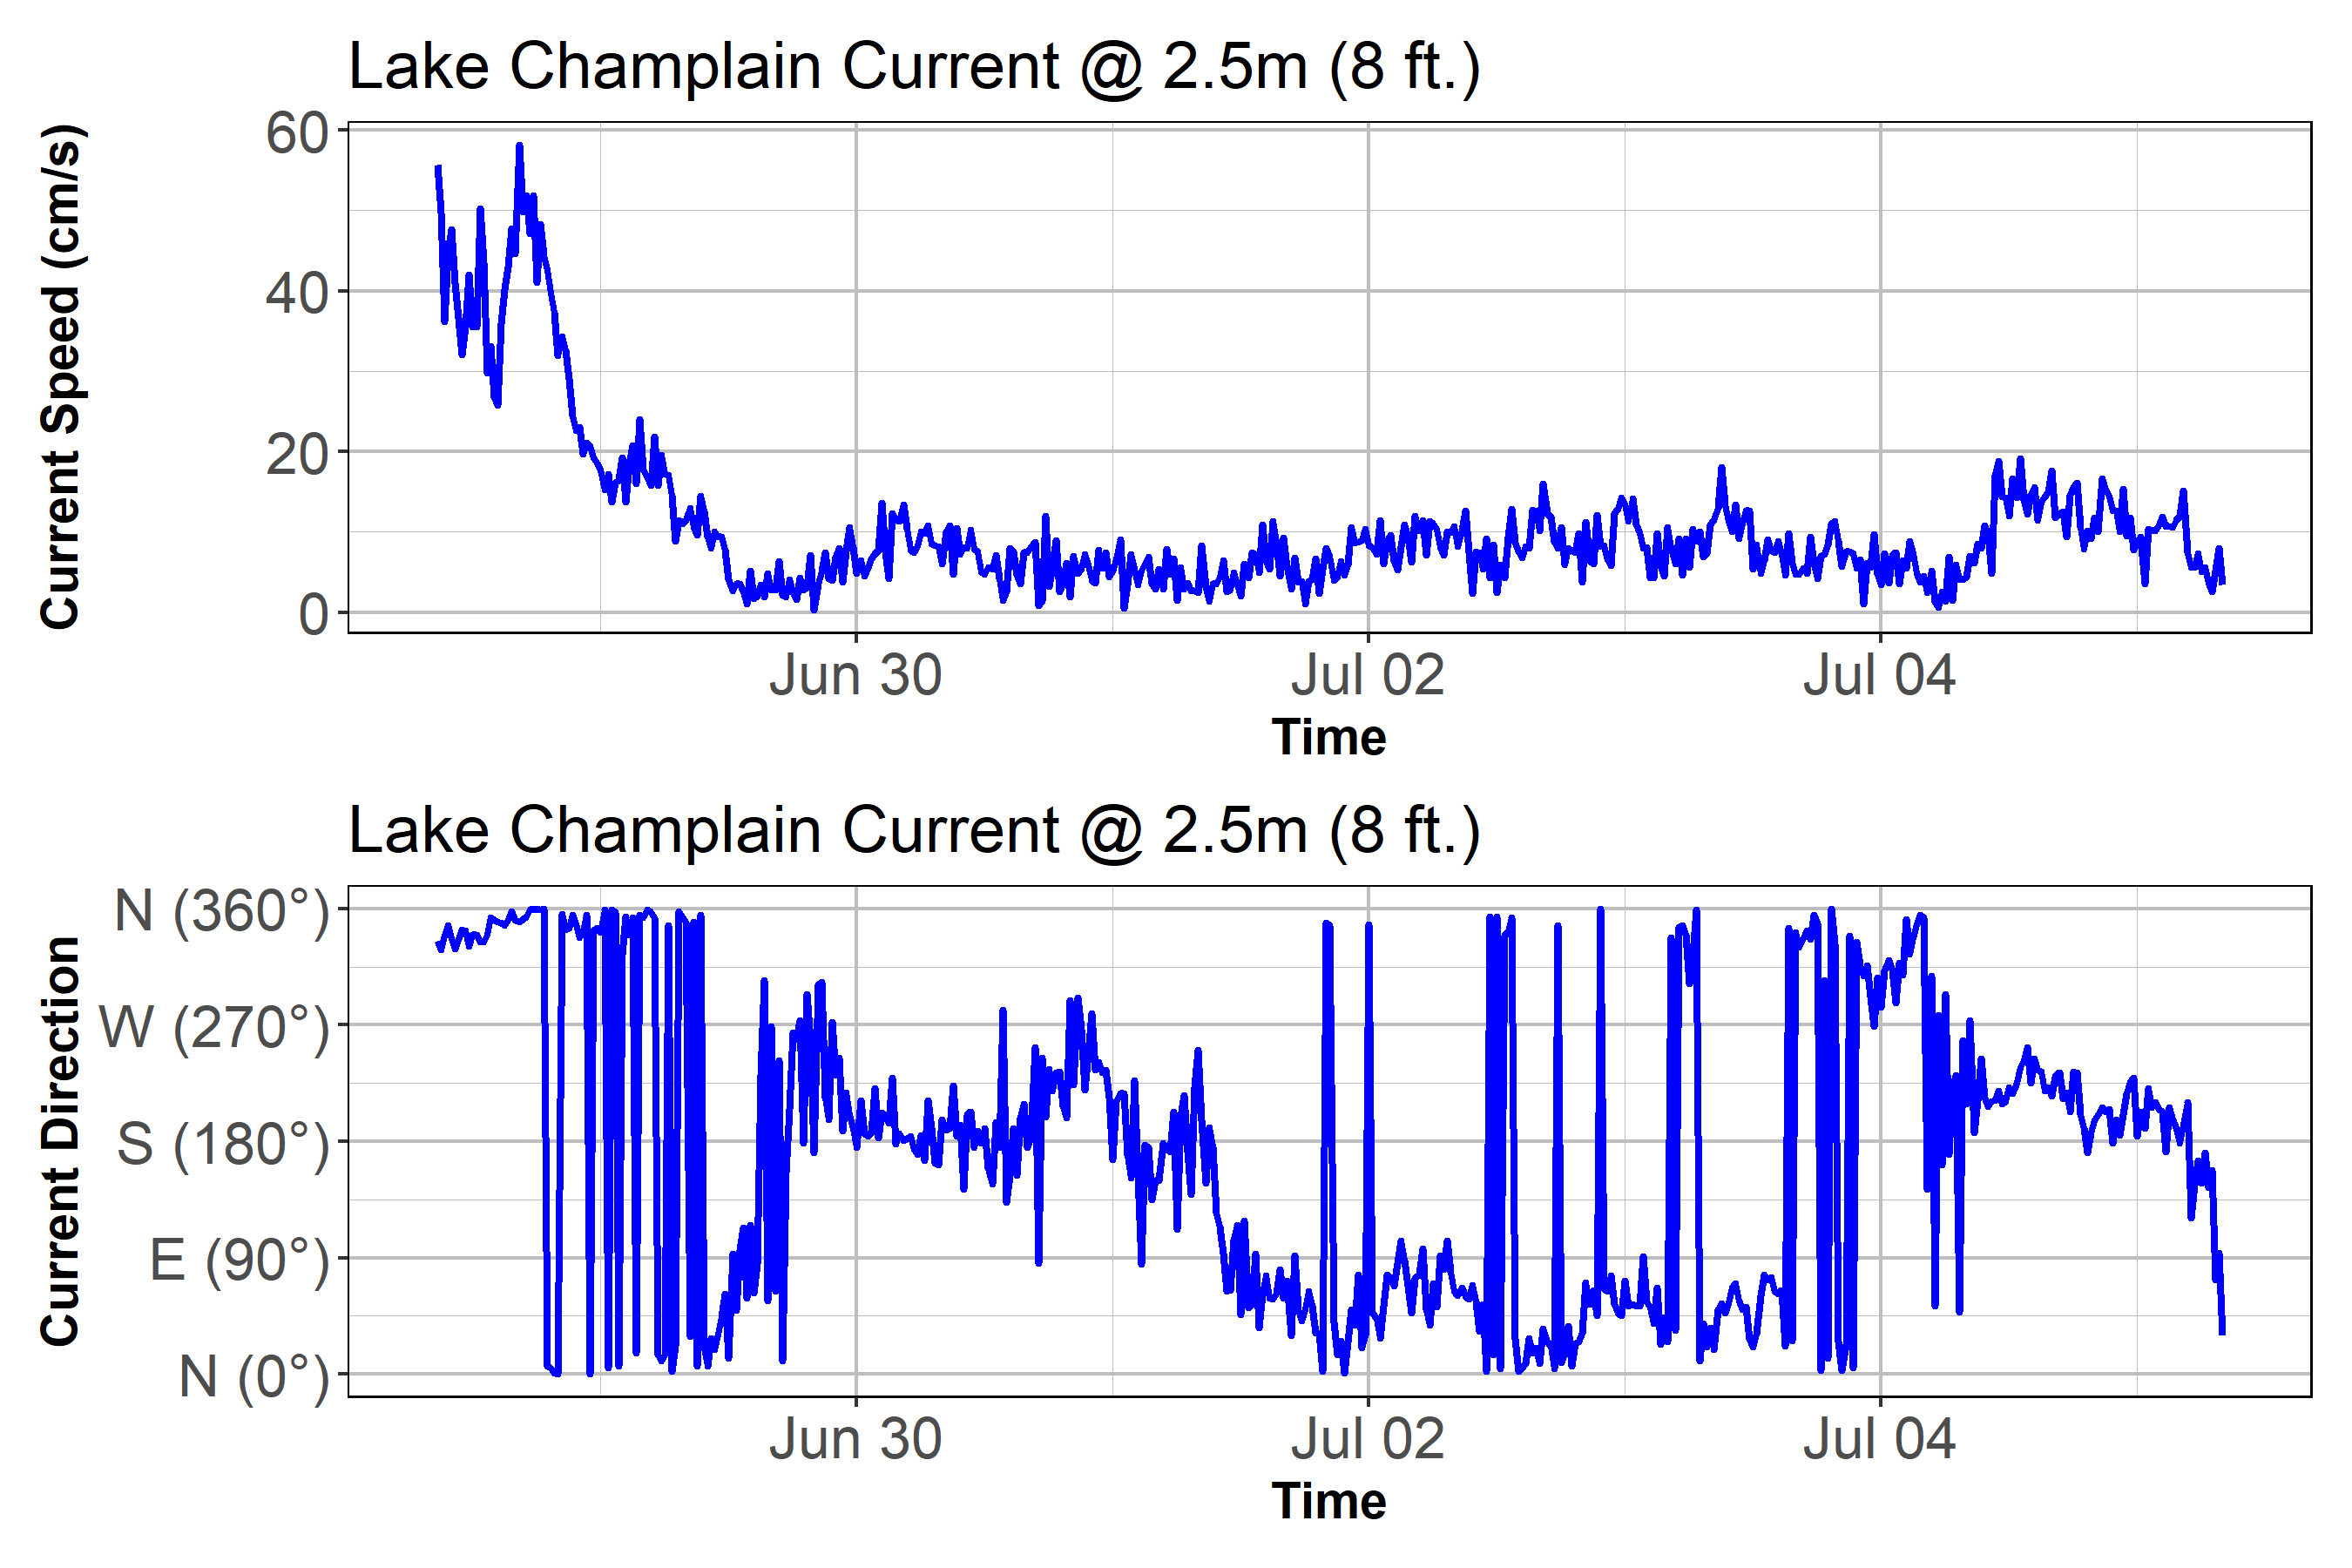 Lake Champlain Current @ 2.5m (8 ft.)
Current Speed (cm/s)
60
40
20
0
Jun 30
Jul 02
Jul 04
Time
Lake Champlain Current @ 2.5m (8 ft.)
Current Direction
N (360°)
W (270°)
S (180°)
E (90°)
N (0°)
Jun 30
Jul 02
Jul 04
Time